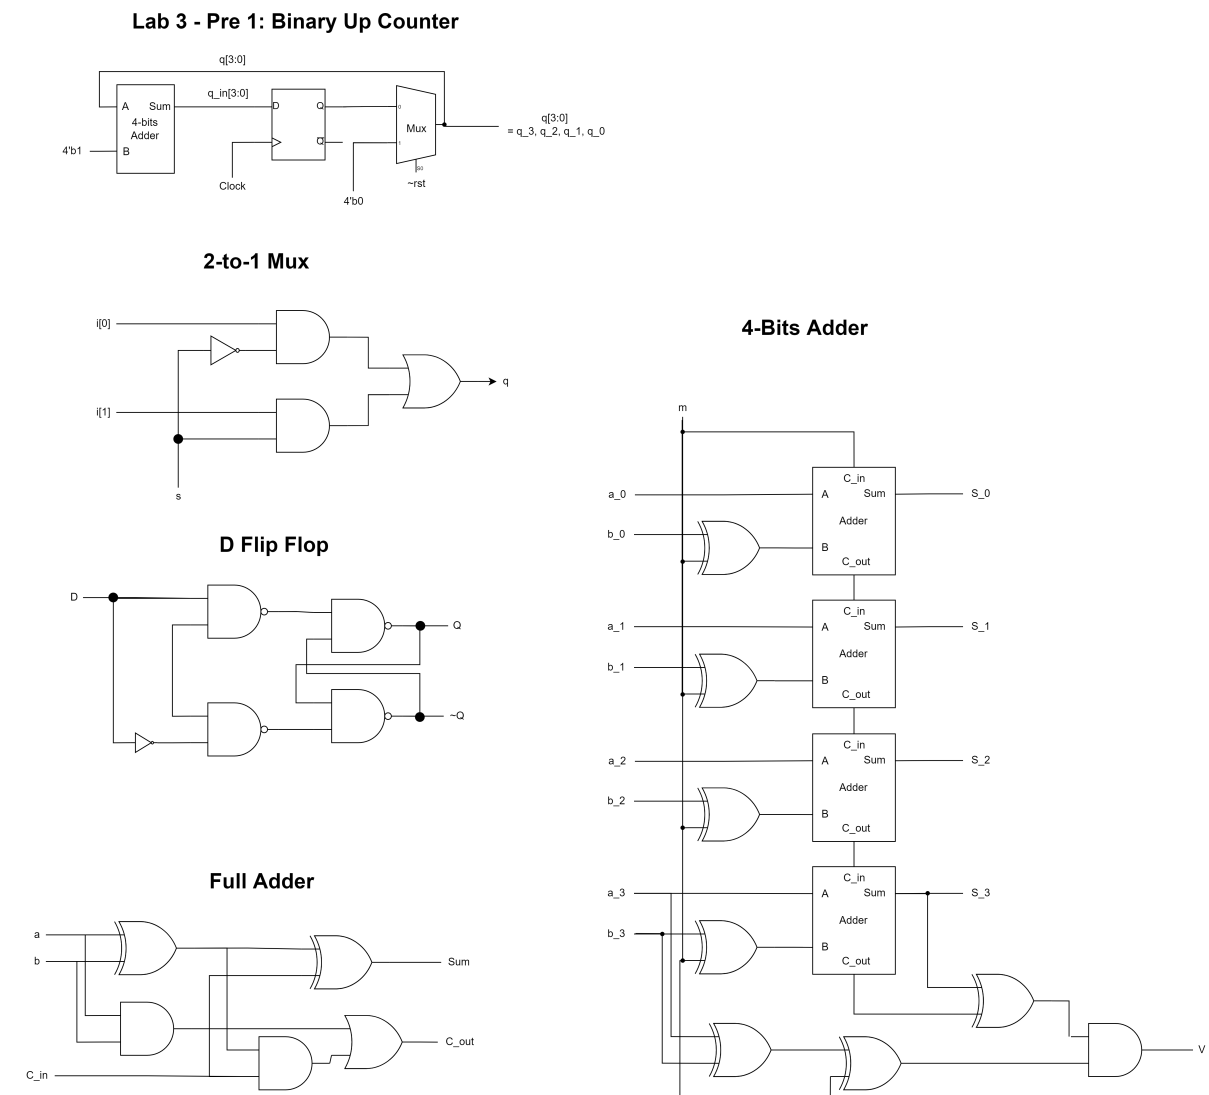 Lab 3 - Pre 1: Binary Up Counter
q[3:0]
A
Sum
q_in[3:0]
D
Q
0
4-bits
Adder
Mux
q[3:0]
= q_3, q_2, q_1, q_0
4'b1
B
Q
1
S0
Clock
~rst
4'b0
2-to-1 Mux
i[0]
i[1]
q
s
D Flip Flop
D
Q
~Q
Full Adder
a
b
Sum
C_out
C_in
4-Bits Adder
m
C_in
a_0
A
Sum
S_0
Adder
b_0
B
C_out
C_in
a_1
A
Sum
S_1
Adder
b_1
B
C_out
C_in
a_2
A
Sum
S_2
Adder
b_2
B
C_out
C_in
a_3
A
Sum
S_3
Adder
b_3
B
C_out
V